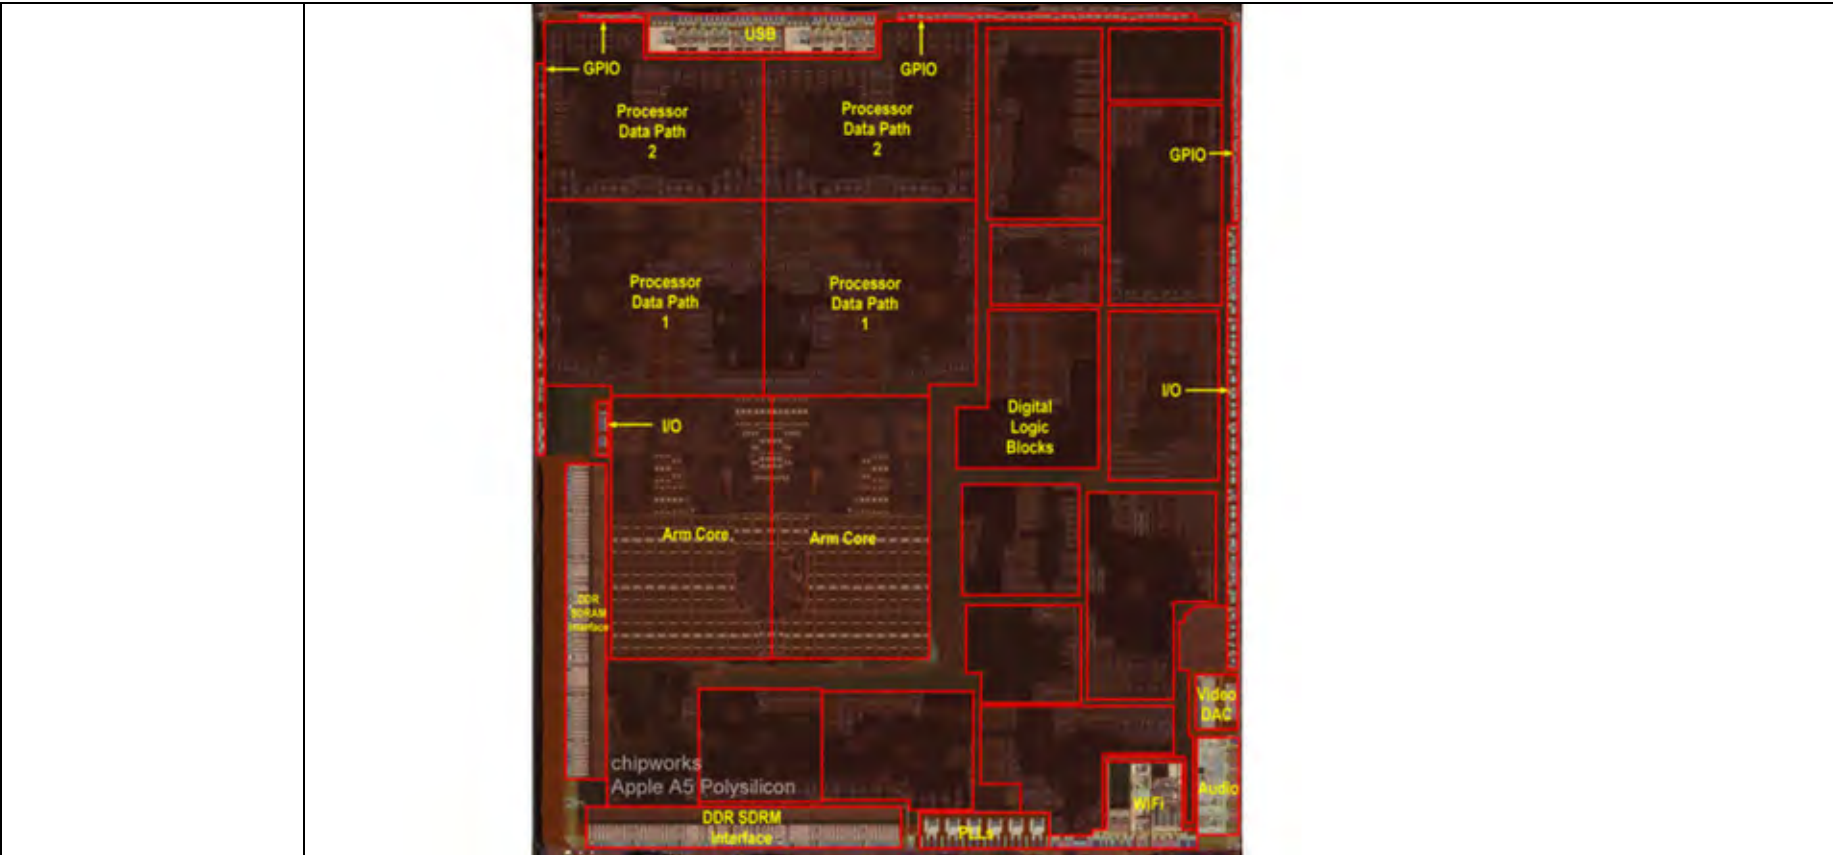 USB
GPIO
GPIO
Processor
Data Path
2
Processor
Data Path
2
GPIO
Processor
Data Path
1
Processor
Data Path
1
I/O
I/O
Digital
Logic
Blocks
Arm Core
Arm Core
DDR
SDRAM
Interface
Video
DAC
chipworks
Apple A5 Polysilicon
WiFi
Audio
DDR SDRM
Interface
PLLs